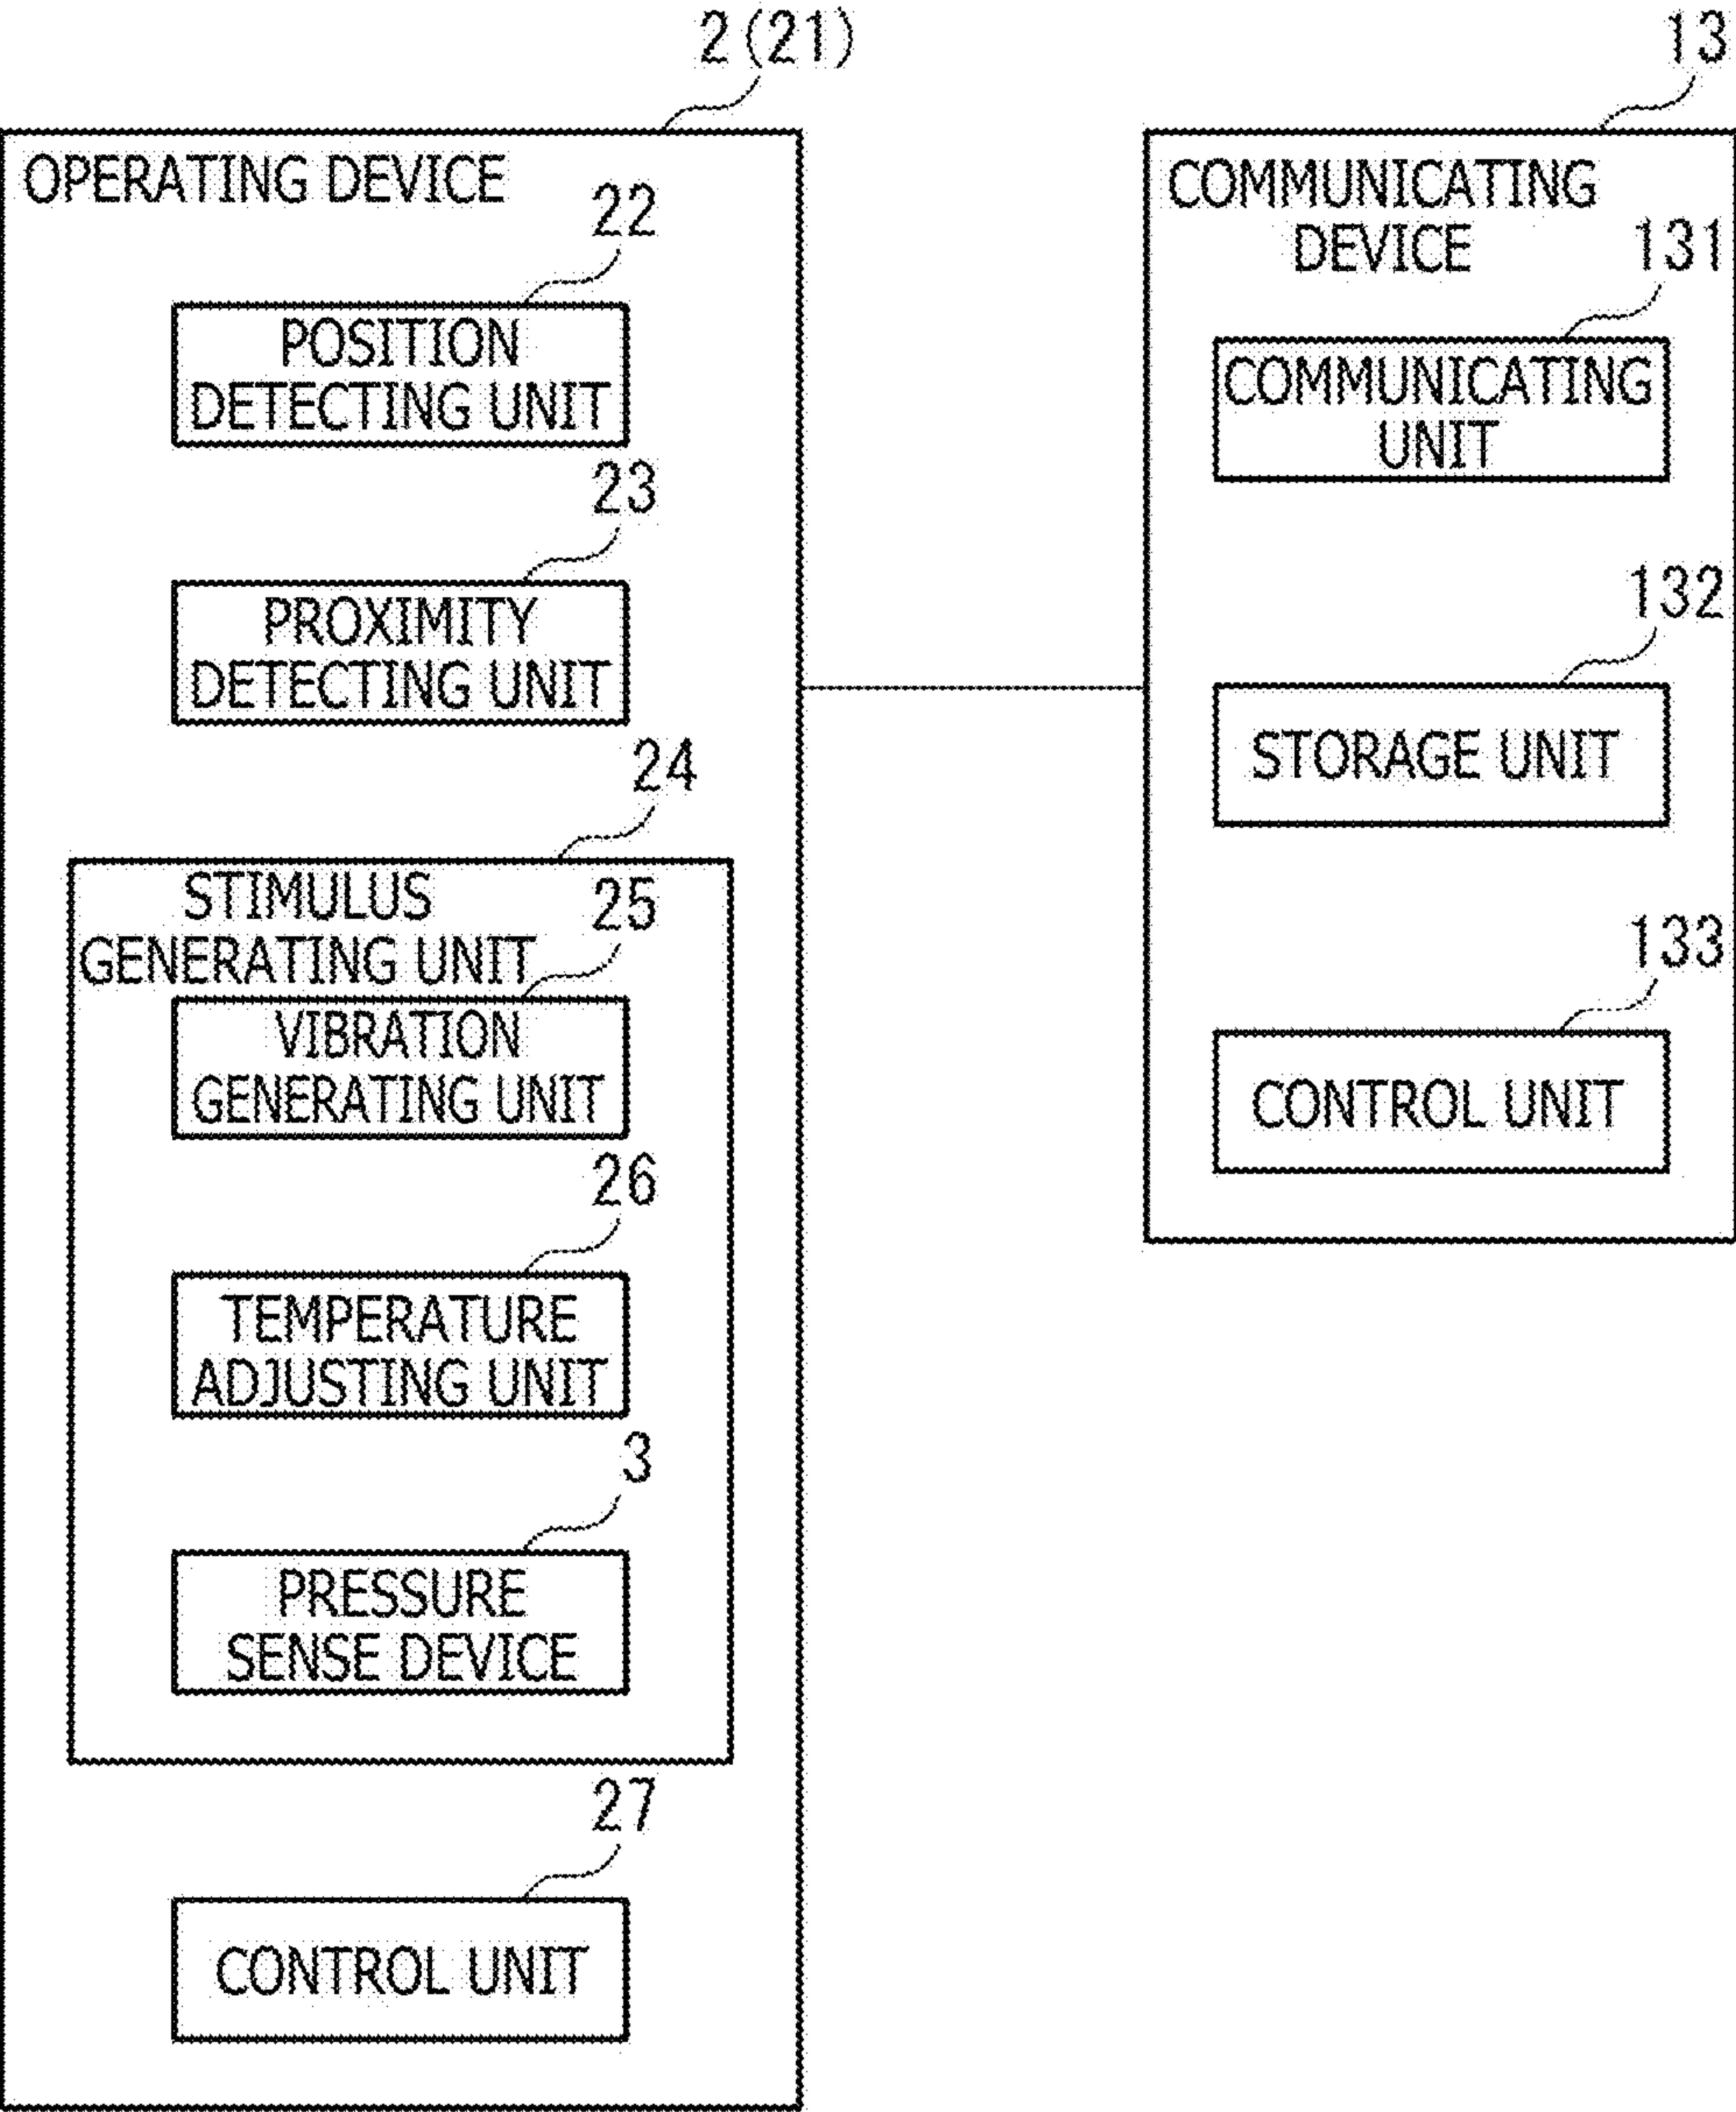 2(21)
OPERATING DEVICE
22
POSITION
DETECTING UNIT
23
PROXIMITY
DETECTING UNIT
24
STIMULUS
GENERATING UNIT
25
VIBRATION
GENERATING UNIT
26
TEMPERATURE
ADJUSTING UNIT
3
PRESSURE
SENSE DEVICE
27
CONTROL UNIT
13
COMMUNICATING
DEVICE
131
COMMUNICATING
UNIT
132
STORAGE UNIT
133
CONTROL UNIT